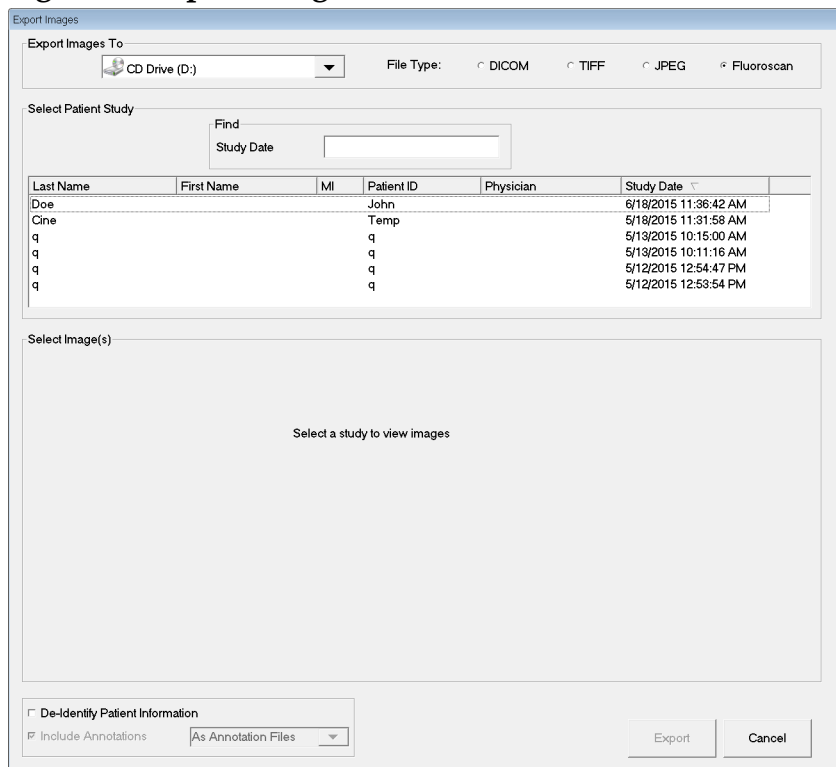 Export Images
Export Images To
CD Drive (D:)
File Type: DICOM TIFF JPEG Fluoroscan
Select Patient Study
Find
Study Date
Last Name First Name MI Patient ID Physician Study Date
Doe John 6/18/2015 11:36:42 AM
Cine Temp 5/18/2015 11:31:58 AM
q q 5/13/2015 10:15:00 AM
q q 5/13/2015 10:11:16 AM
q q 5/12/2015 12:54:47 PM
q q 5/12/2015 12:53:54 PM
Select Image(s)
Select a study to view images
De-Identify Patient Information
Include Annotations As Annotation Files
Export Cancel